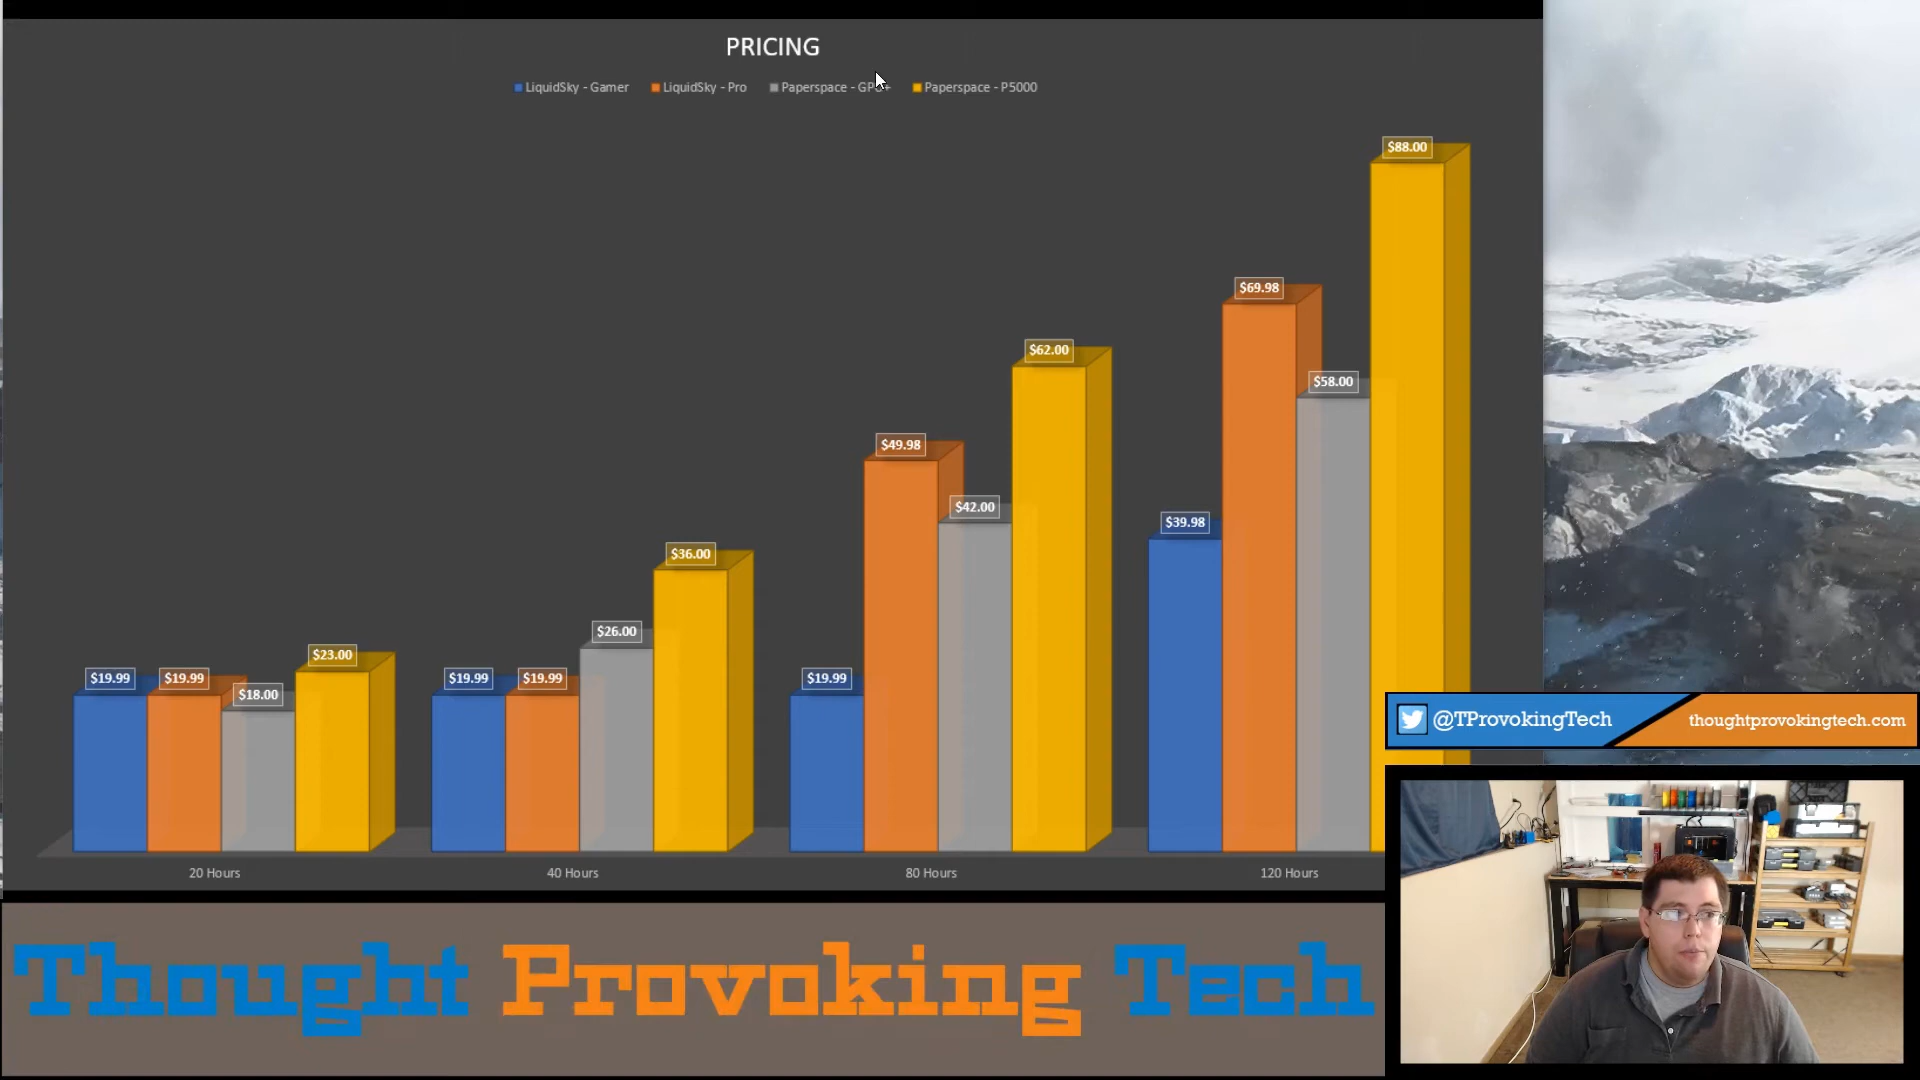 PRICING
LiquidSky - Gamer LiquidSky - Pro Paperspace - Paperspace - P5000
$88.00
$69.98
$62.00
$58.00
$49.98
$42.00
$39.98
$36.00
$26.00
$23.00
$19.99 $19.99 $18.00
$19.99 $19.99
$19.99
20 Hours 40 Hours 80 Hours 120 Hours
@TProvokingTech thoughtprovokingtech.com
Thought Provoking Tech